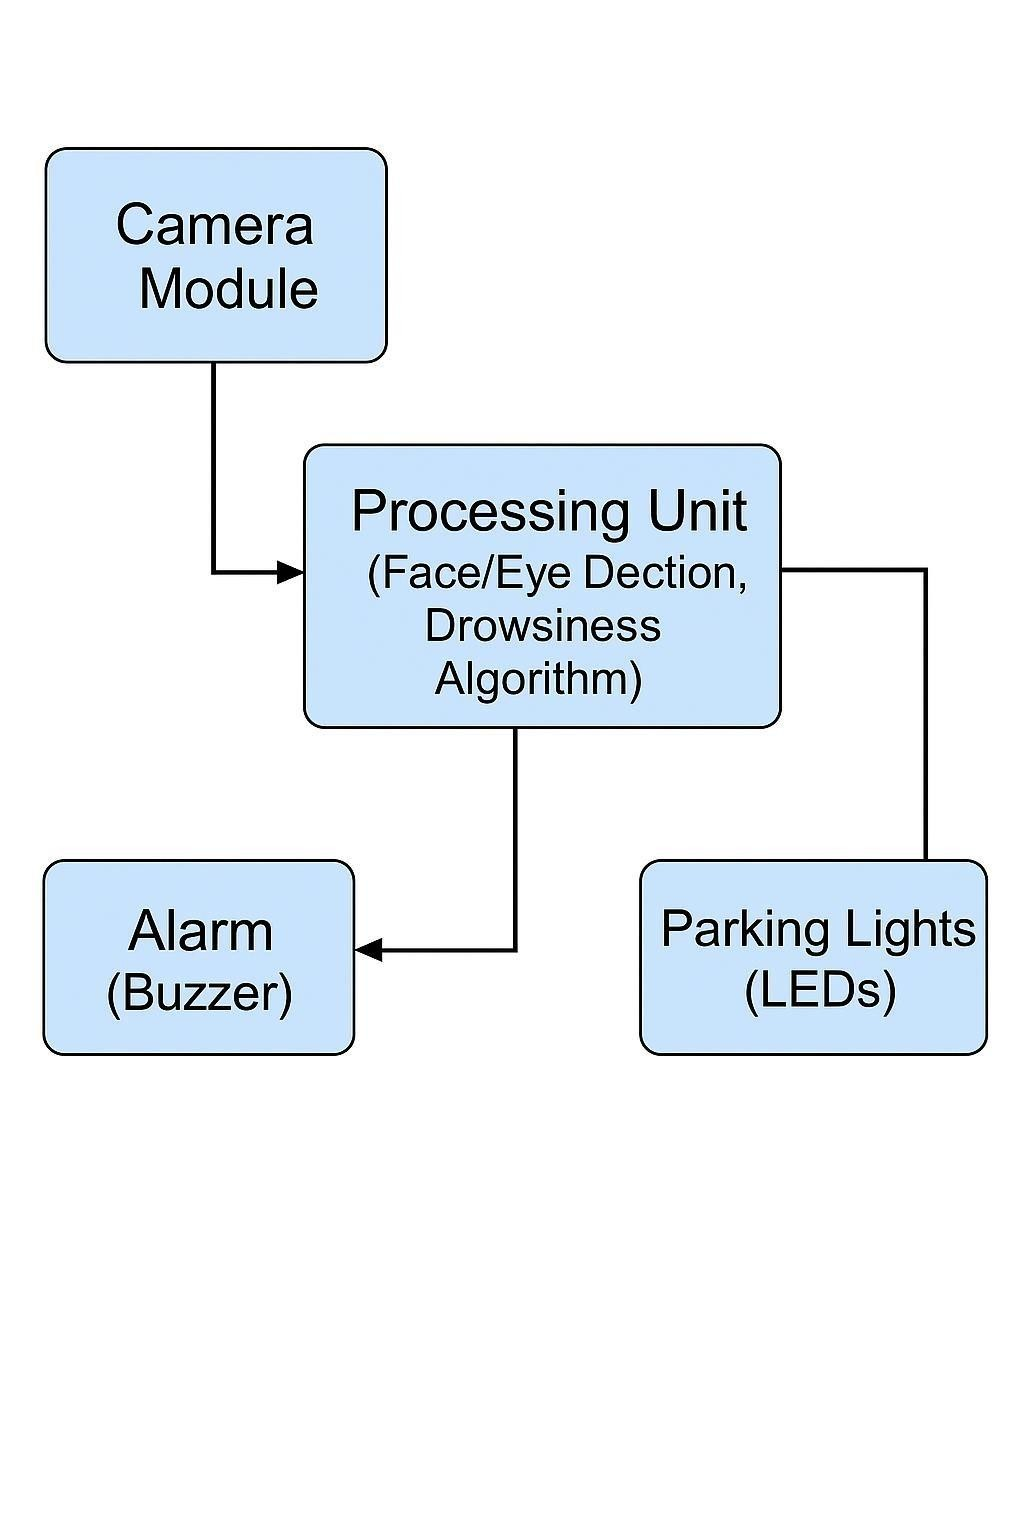 Camera
Module
Processing Unit
(Face/Eye Dection,
Drowsiness
Algorithm)
Alarm
(Buzzer)
Parking Lights
(LEDs)